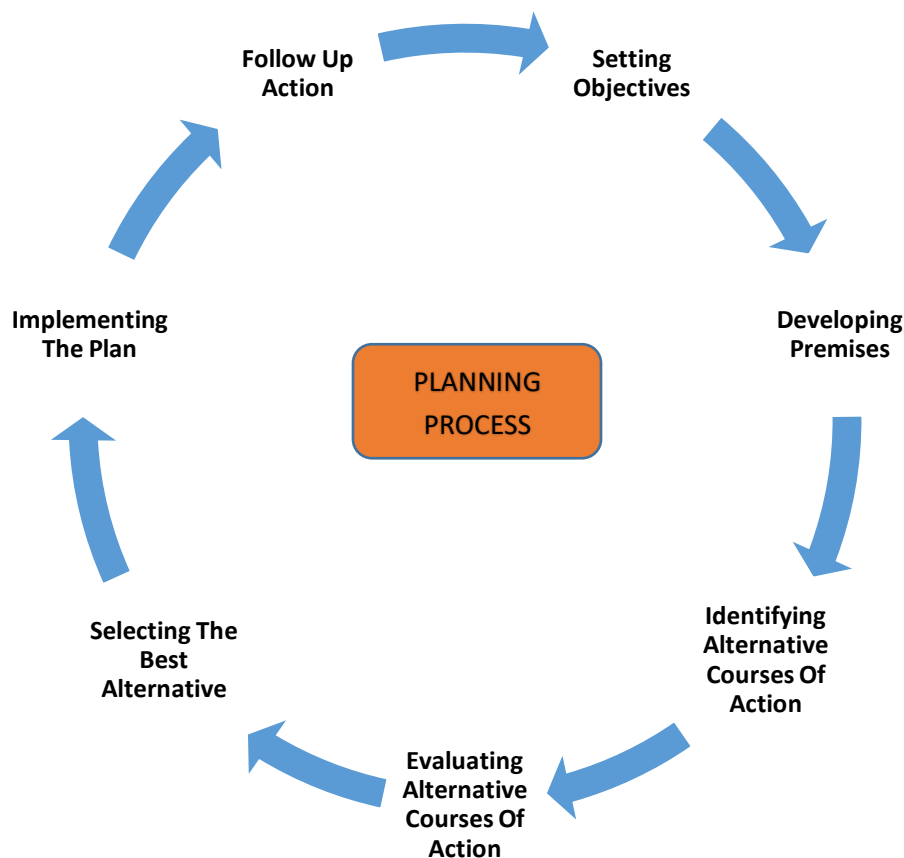 Follow Up
Action
Setting
Objectives
Developing
Premises
Identifying
Alternative
Courses Of
Action
Evaluating
Alternative
Courses Of
Action
Selecting The
Best
Alternative
Implementing
The Plan
PLANNING
PROCESS